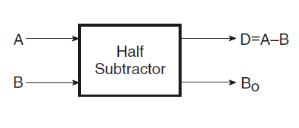 A
D=A–B
Half
Subtractor
B
Bo